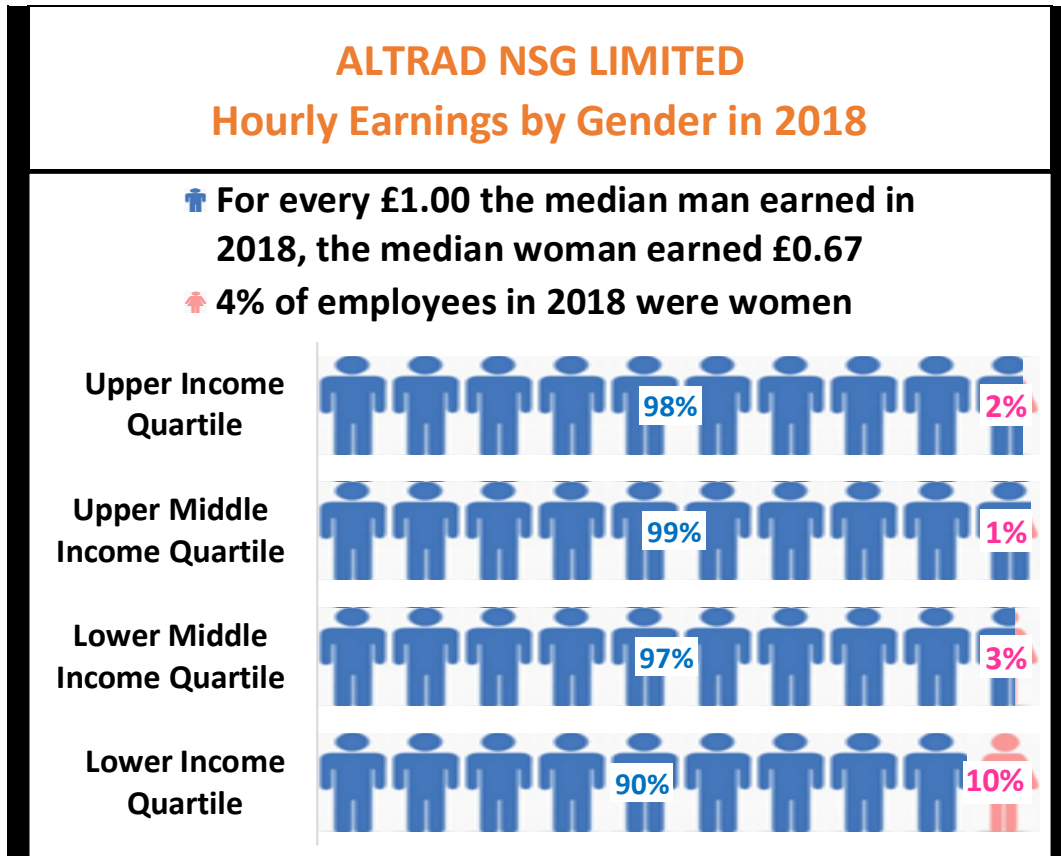 ALTRAD NSG LIMITED
Hourly Earnings by Gender in 2018
For every £1.00 the median man earned in
2018, the median woman earned £0.67
4% of employees in 2018 were women
Upper Income
Quartile
98%
2%
Upper Middle
Income Quartile
99%
1%
Lower Middle
Income Quartile
97%
3%
Lower Income
Quartile
90%
10%